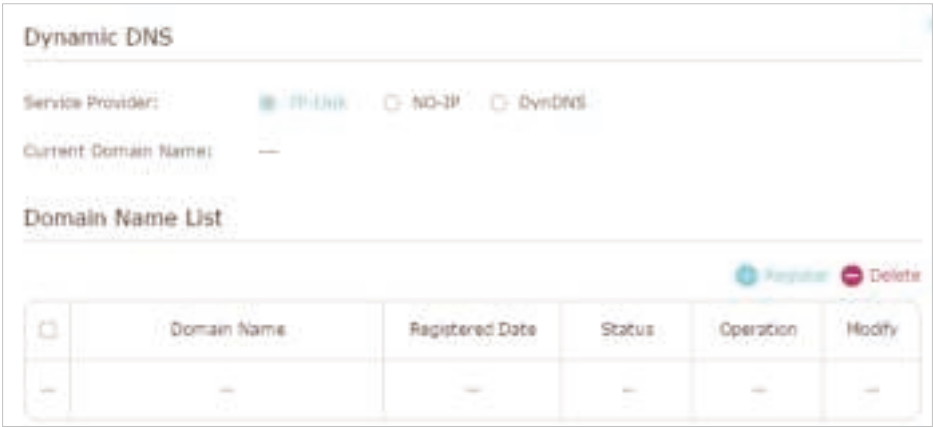 Dynamic DNS
Service Provider: TP-Link NO-IP DynDNS
Current Domain Name: ---
Domain Name List
Register Delete
Domain Name Registered Date Status Operation Modify
--- --- --- --- --- ---